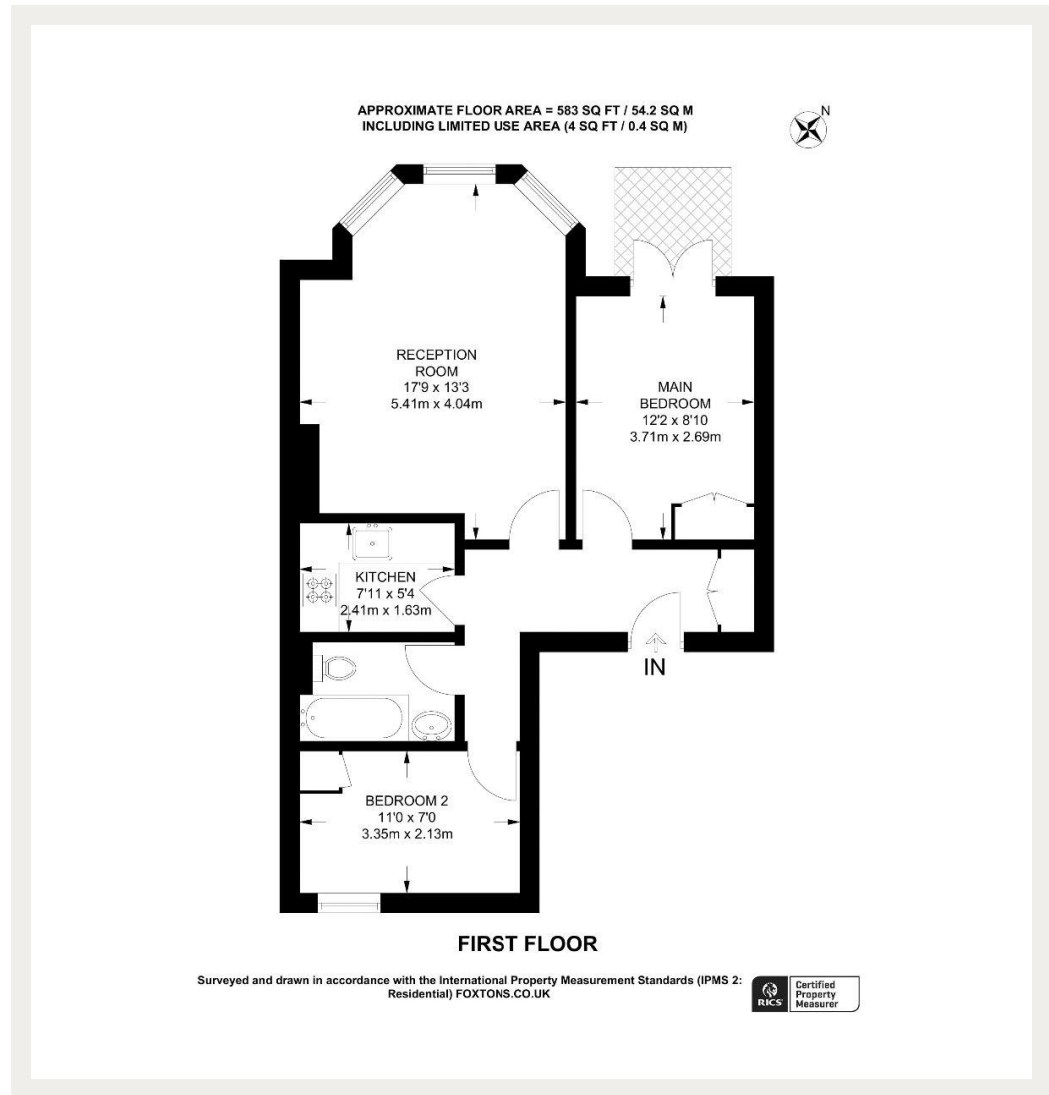 APPROXIMATE FLOOR AREA = 583 SQ FT / 54.2 SQ M
INCLUDING LIMITED USE AREA (4 SQ FT / 0.4 SQ M)
N
RECEPTION
ROOM
17'9 x 13'3
5.41m x 4.04m
MAIN
BEDROOM
12'2 x 8'10
3.71m x 2.69m
KITCHEN
7'11 x 5'4
2.41m x 1.63m
IN
BEDROOM 2
11'0 x 7'0
3.35m x 2.13m
FIRST FLOOR
Surveyed and drawn in accordance with the International Property Measurement Standards (IPMS 2:
Residential) FOXTONS.CO.UK
RICS
Certified
Property
Measurer